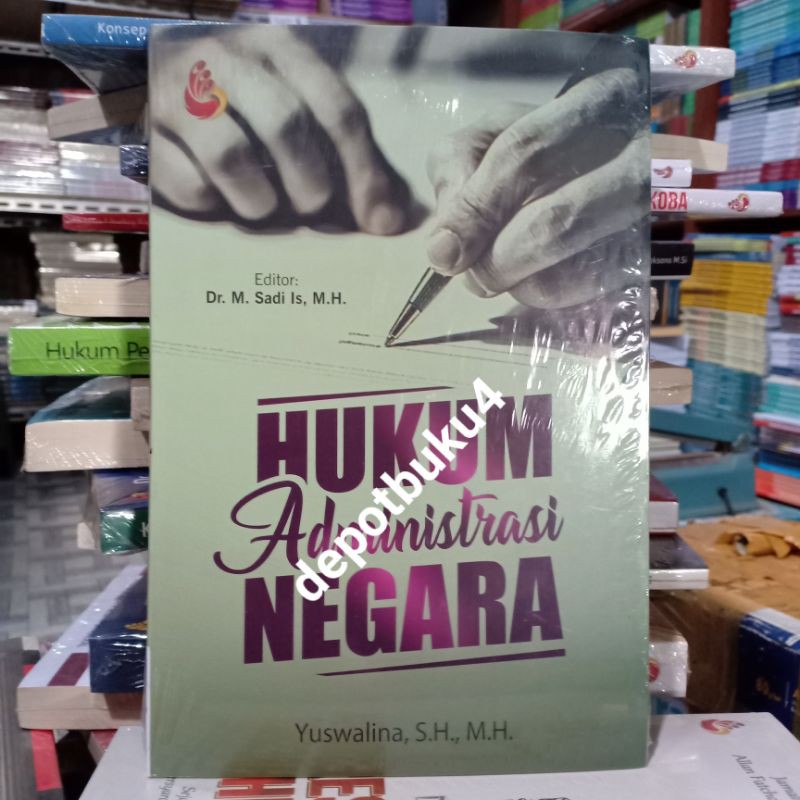 Konsep
KOBA
Editor:
Dr. M. Sadi Is, M.H.
Hukum Pe
HUKUM
Administrasi
NEGARA
depotbuku4
Yuswalina, S.H., M.H.